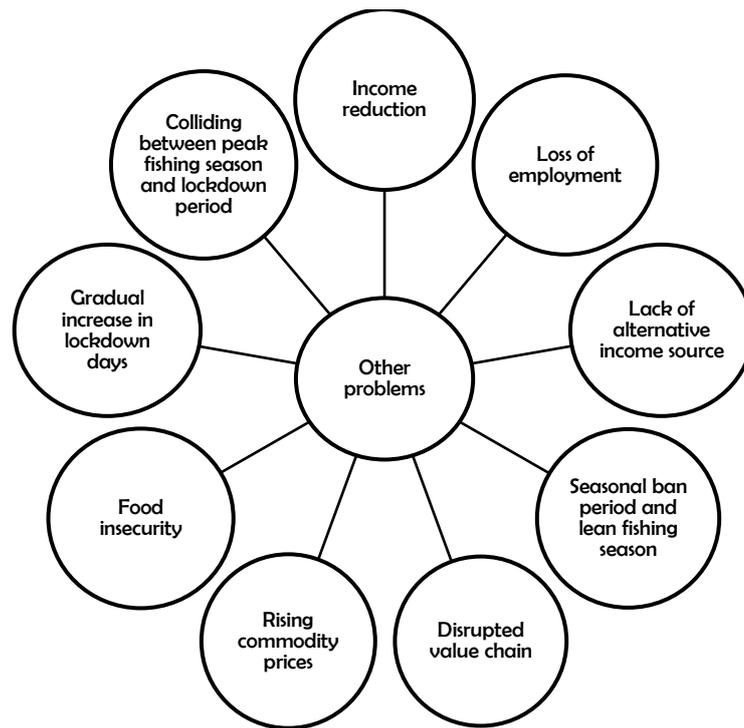 Income
reduction
Loss of
employment
Lack of
alternative
income source
Seasonal ban
period and
lean fishing
season
Disrupted
value chain
Rising
commodity
prices
Food
insecurity
Gradual
increase in
lockdown
days
Colliding
between peak
fishing season
and lockdown
period
Other
problems